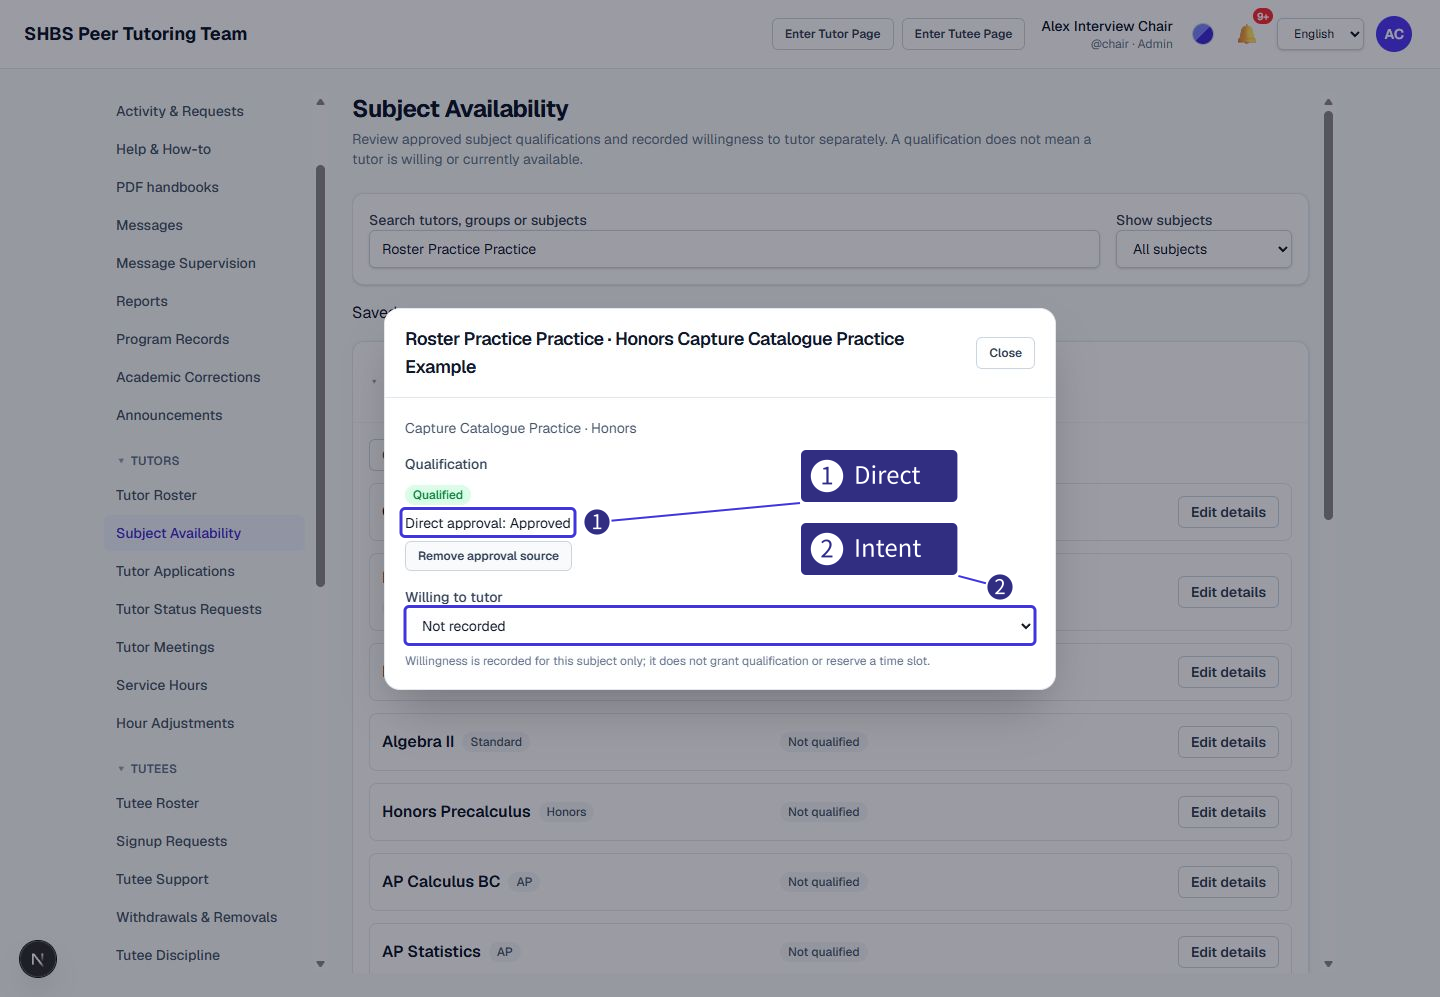 SHBS Peer Tutoring Team
Enter Tutor Page
Enter Tutee Page
Alex Interview Chair
@chair · Admin
9+
English
AC
Activity & Requests
Help & How-to
PDF handbooks
Messages
Message Supervision
Reports
Program Records
Academic Corrections
Announcements
TUTORS
Tutor Roster
Subject Availability
Tutor Applications
Tutor Status Requests
Tutor Meetings
Service Hours
Hour Adjustments
TUTEES
Tutee Roster
Signup Requests
Tutee Support
Withdrawals & Removals
Tutee Discipline
N
Subject Availability
Review approved subject qualifications and recorded willingness to tutor separately. A qualification does not mean a
tutor is willing or currently available.
Search tutors, groups or subjects
Show subjects
Roster Practice Practice
All subjects
Roster Practice Practice · Honors Capture Catalogue Practice
Example
Close
Capture Catalogue Practice · Honors
Qualification
Qualified
Direct approval: Approved
1
1 Direct
Remove approval source
2 Intent
2
Willing to tutor
Not recorded
Willingness is recorded for this subject only; it does not grant qualification or reserve a time slot.
Edit details
Edit details
Edit details
Algebra II Standard Not qualified Edit details
Honors Precalculus Honors Not qualified Edit details
AP Calculus BC AP Not qualified Edit details
AP Statistics AP Not qualified Edit details